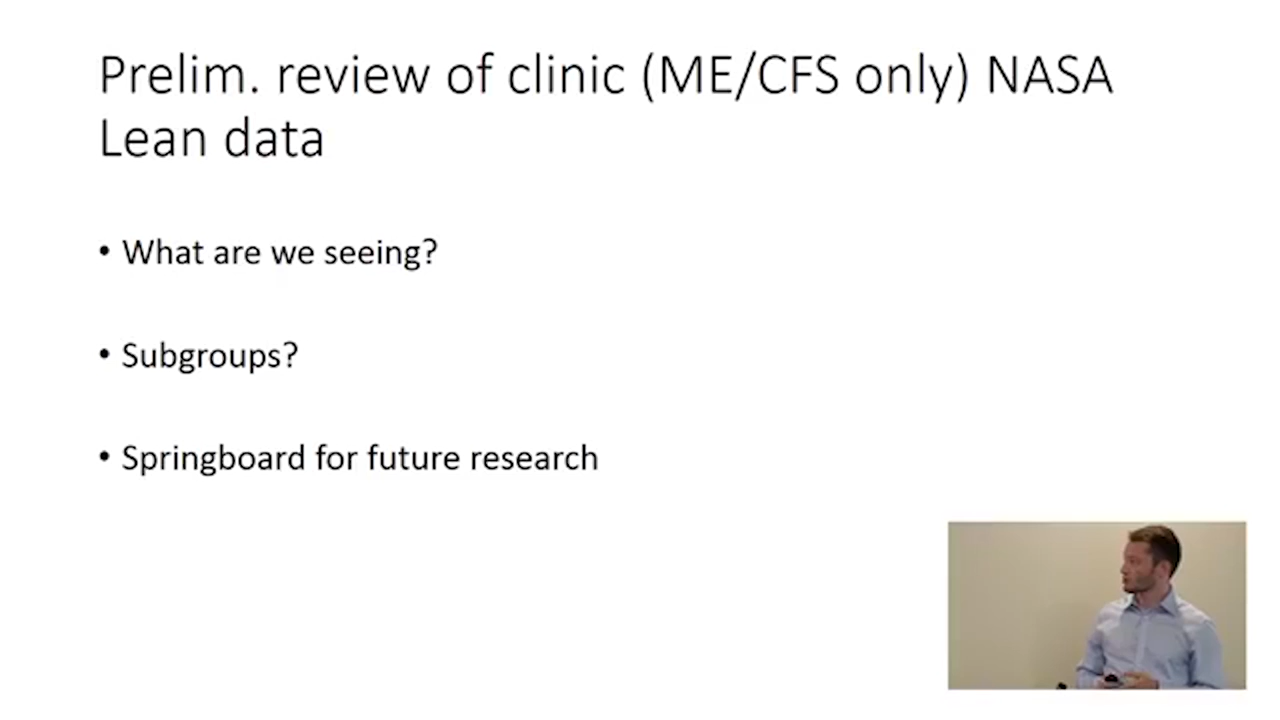 Prelim. review of clinic (ME/CFS only) NASA
Lean data
• What are we seeing?
• Subgroups?
• Springboard for future research